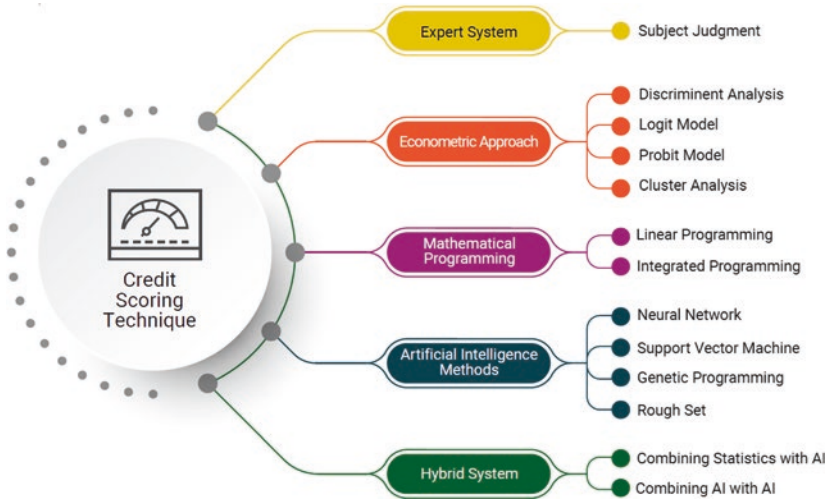 Credit
Scoring
Technique
Expert System
Subject Judgment
Econometric Approach
Discriminent Analysis
Logit Model
Probit Model
Cluster Analysis
Mathematical
Programming
Linear Programming
Integrated Programming
Artificial Intelligence
Methods
Neural Network
Support Vector Machine
Genetic Programming
Rough Set
Hybrid System
Combining Statistics with AI
Combining AI with AI